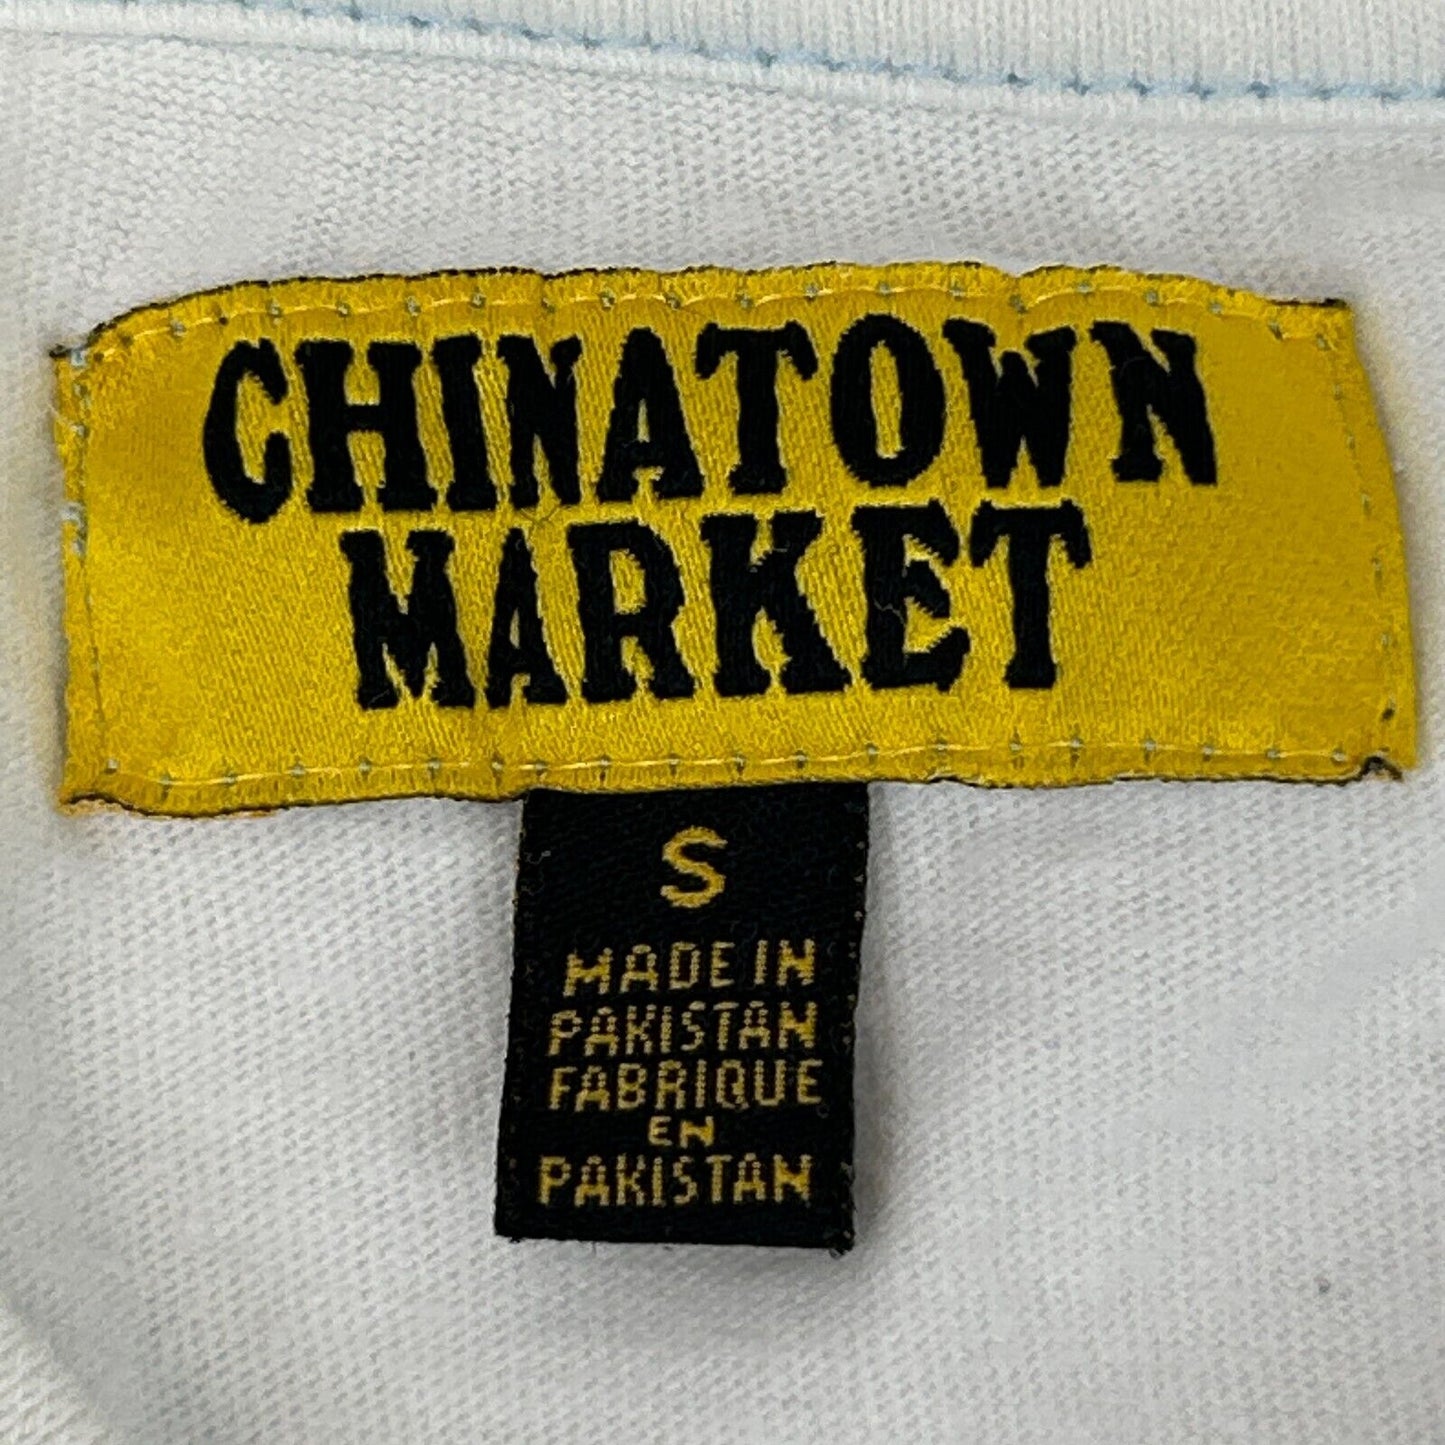 CHINATOWN
MARKET
S
MADE IN
PAKISTAN
FABRIQUE
EN
PAKISTAN